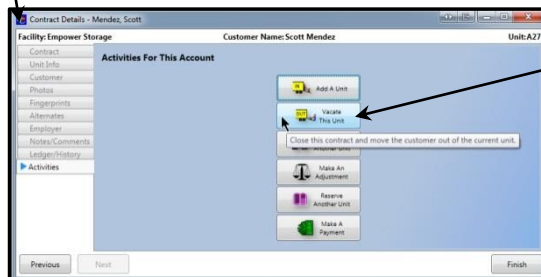 Contract Details - Mendez, Scott
Facility: Empower Storage Customer Name: Scott Mendez Unit: A27
Contract
Unit Info
Customer
Photos
Fingerprints
Alternates
Employer
Notes/Comments
Ledger/History
Activities
Activities For This Account
Add A Unit
OUT Vacate
This Unit
Close this contract and move the customer out of the current unit.
Another Unit
Make An
Adjustment
Reserve
Another Unit
Make A
Payment
Previous Next Finish